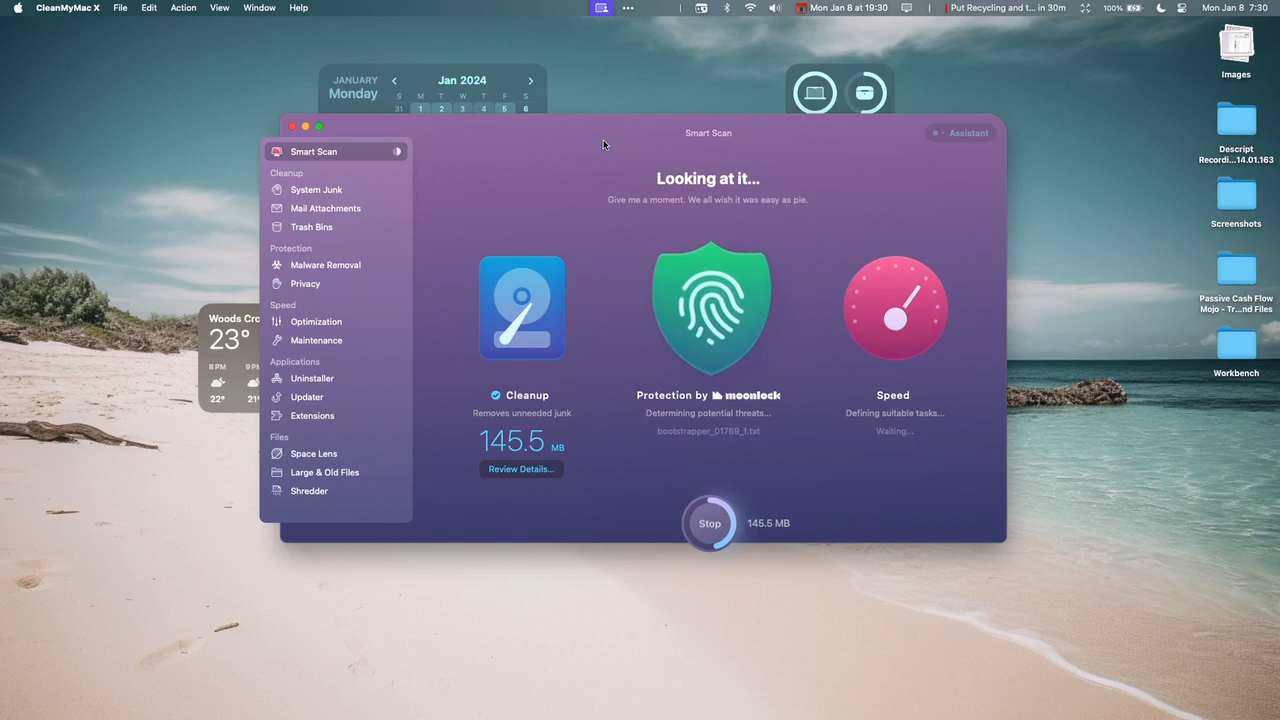 CleanMyMac X File Edit Action View Window Help
Mon Jan 8 at 19:30
Put Recycling and t... in 30m
100%
Mon Jan 8 7:30
JANUARY
Monday
Jan 2024
S M T W T F S
31 1 2 3 4 5 6
Woods Cro
23°
8 PM 9 P
22° 21°
Smart Scan
Assistant
Smart Scan
Cleanup
System Junk
Mail Attachments
Trash Bins
Protection
Malware Removal
Privacy
Speed
Optimization
Maintenance
Applications
Uninstaller
Updater
Extensions
Files
Space Lens
Large & Old Files
Shredder
Looking at it...
Give me a moment. We all wish it was easy as pie.
Cleanup
Removes unneeded junk
145.5 MB
Review Details...
Protection by moonlock
Determining potential threats...
bootstrapper_01769_1.txt
Speed
Defining suitable tasks...
Waiting...
Stop
145.5 MB
Images
Descript
Recordi...14.01.163
Screenshots
Passive Cash Flow
Mojo - Tr...nd Files
Workbench